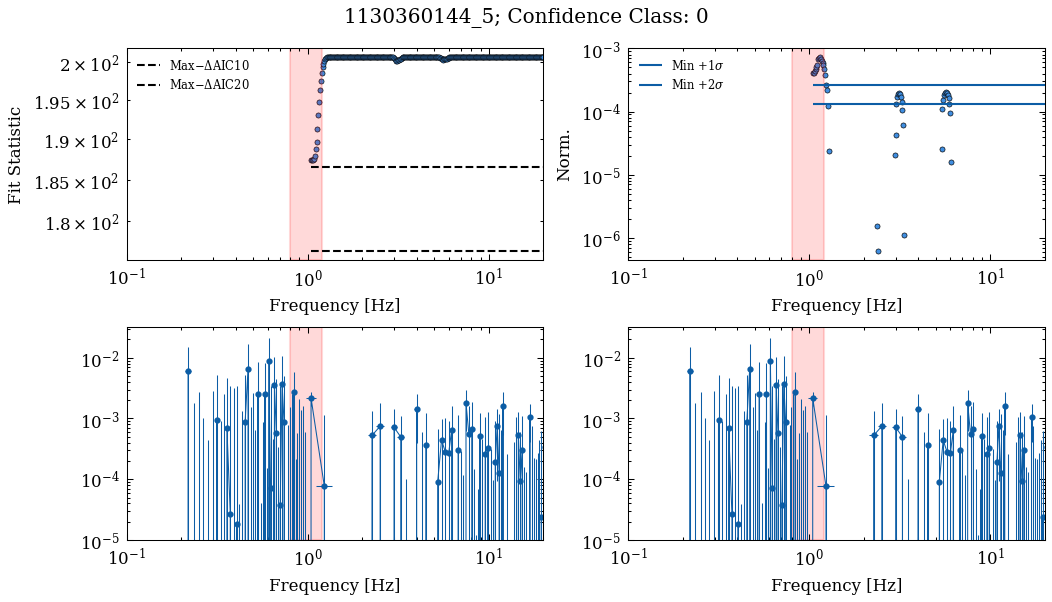 1130360144_5; Confidence Class: 0
Fit Statistic
2 × 10²
1.95 × 10²
1.9 × 10²
1.85 × 10²
1.8 × 10²
Max−ΔAIC10
Max−ΔAIC20
10⁻¹ 10⁰ 10¹
Frequency [Hz]
Norm.
10⁻³
10⁻⁴
10⁻⁵
10⁻⁶
Min +1σ
Min +2σ
10⁻¹ 10⁰ 10¹
Frequency [Hz]
10⁻²
10⁻³
10⁻⁴
10⁻⁵
10⁻¹ 10⁰ 10¹
Frequency [Hz]
10⁻²
10⁻³
10⁻⁴
10⁻⁵
10⁻¹ 10⁰ 10¹
Frequency [Hz]